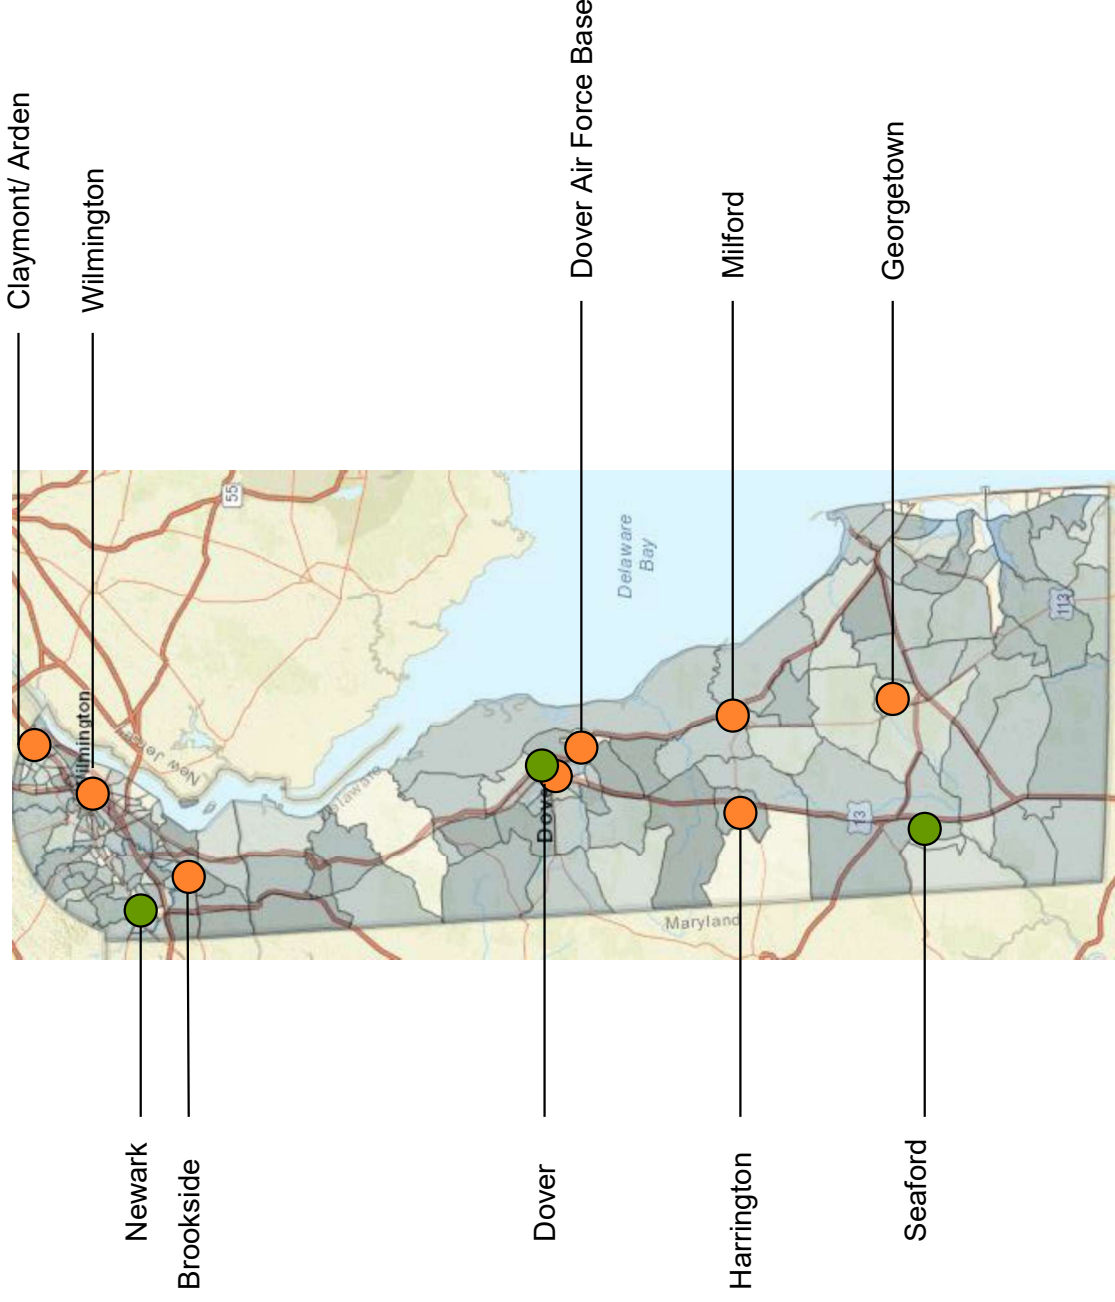 Claymont/ Arden
Wilmington
Dover Air Force Base
Milford
Georgetown
55
Delaware
Bay
113
Wilmington
New Jersey
Delaware
Dover
13
Maryland
Newark
Brookside
Dover
Harrington
Seaford